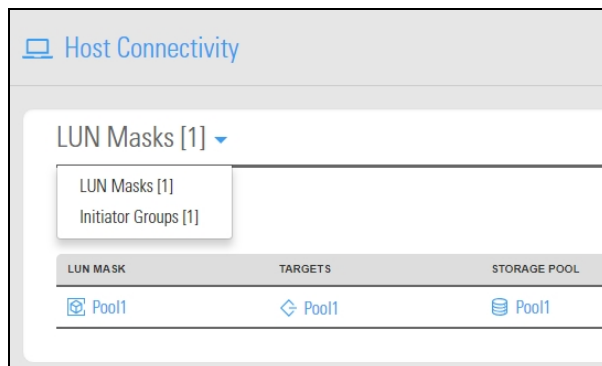 Host Connectivity
LUN Masks [1]
LUN Masks [1]
Initiator Groups [1]
LUN MASK TARGETS STORAGE POOL
Pool1 Pool1 Pool1